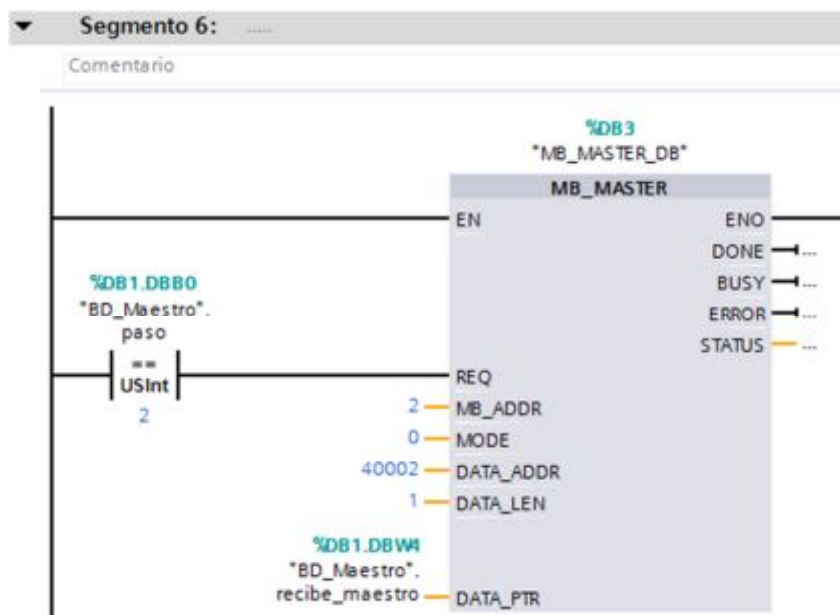 Segmento 6: .....
Comentario
%DB3
"MB_MASTER_DB"
MB_MASTER
EN ENO
DONE ...
BUSY ...
ERROR ...
STATUS ...
%DB1.DBB0
"BD_Maestro".
paso
==
USInt
2
REQ
2 MB_ADDR
0 MODE
40002 DATA_ADDR
1 DATA_LEN
%DB1.DBW4
"BD_Maestro".
recibe_maestro DATA_PTR